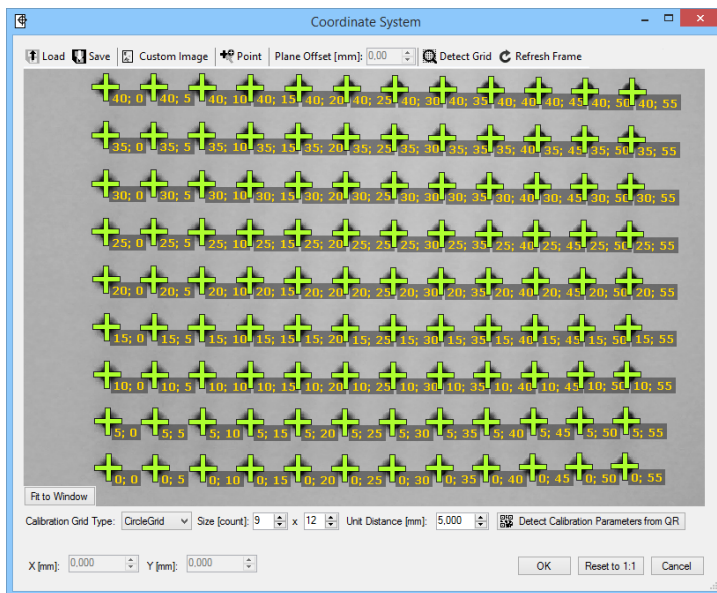 Coordinate System
Load Save Custom Image Point Plane Offset [mm]: 0,00 Detect Grid Refresh Frame
40; 0 40; 5 40; 10 40; 15 40; 20 40; 25 40; 30 40; 35 40; 40 40; 45 40; 50 40; 55
35; 0 35; 5 35; 10 35; 15 35; 20 35; 25 35; 30 35; 35 35; 40 35; 45 35; 50 35; 55
30; 0 30; 5 30; 10 30; 15 30; 20 30; 25 30; 30 30; 35 30; 40 30; 45 30; 50 30; 55
25; 0 25; 5 25; 10 25; 15 25; 20 25; 25 25; 30 25; 35 25; 40 25; 45 25; 50 25; 55
20; 0 20; 5 20; 10 20; 15 20; 20 20; 25 20; 30 20; 35 20; 40 20; 45 20; 50 20; 55
15; 0 15; 5 15; 10 15; 15 15; 20 15; 25 15; 30 15; 35 15; 40 15; 45 15; 50 15; 55
10; 0 10; 5 10; 10 10; 15 10; 20 10; 25 10; 30 10; 35 10; 40 10; 45 10; 50 10; 55
5; 0 5; 5 5; 10 5; 15 5; 20 5; 25 5; 30 5; 35 5; 40 5; 45 5; 50 5; 55
0; 0 0; 5 0; 10 0; 15 0; 20 0; 25 0; 30 0; 35 0; 40 0; 45 0; 50 0; 55
Fit to Window
Calibration Grid Type: CircleGrid Size [count]: 9 x 12 Unit Distance [mm]: 5,000 Detect Calibration Parameters from QR
X [mm]: 0,000 Y [mm]: 0,000 OK Reset to 1:1 Cancel